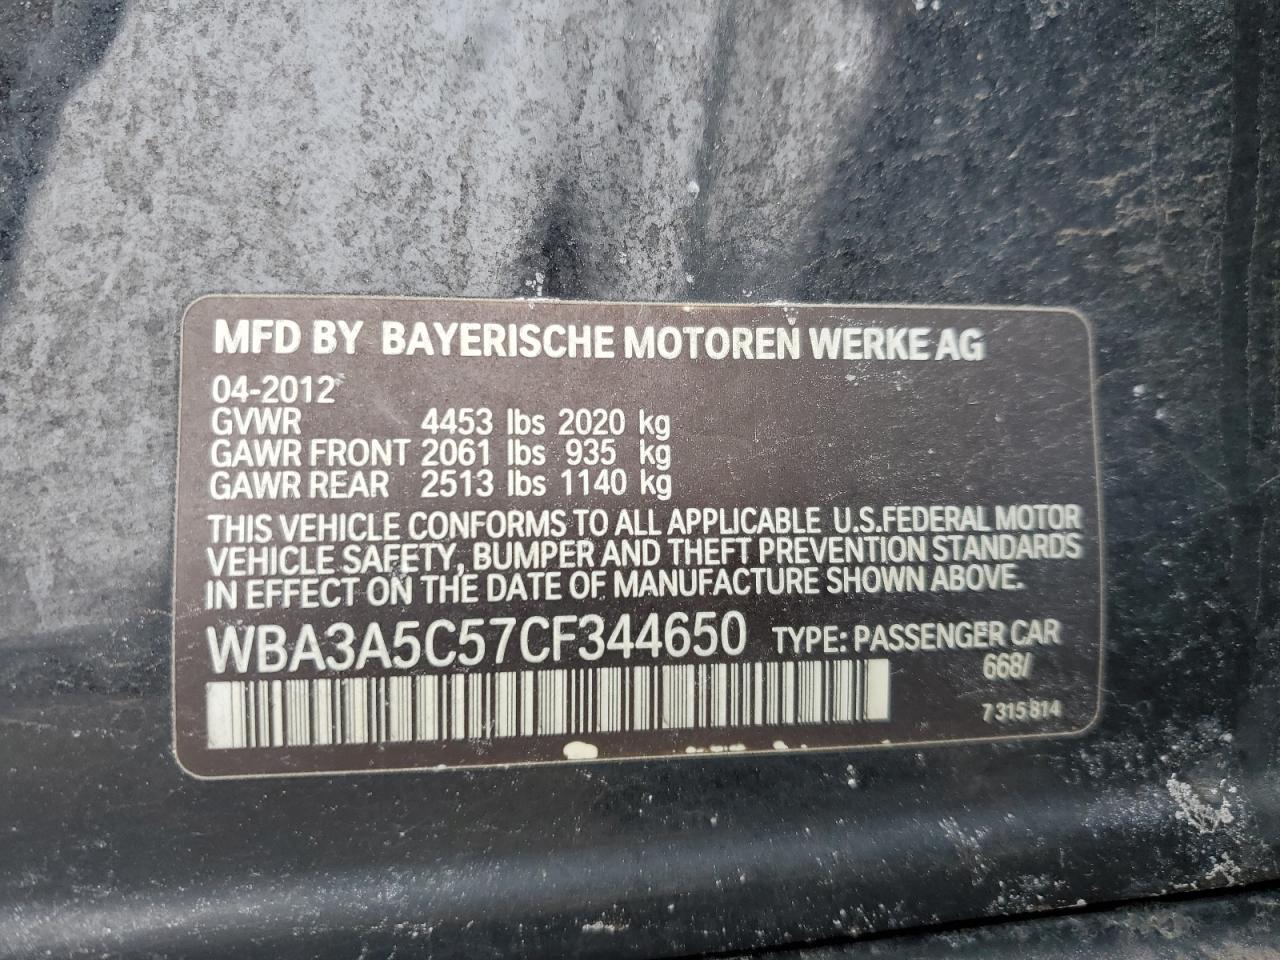 MFD BY BAYERISCHE MOTOREN WERKE AG
04-2012
GVWR 4453 lbs 2020 kg
GAWR FRONT 2061 lbs 935 kg
GAWR REAR 2513 lbs 1140 kg
THIS VEHICLE CONFORMS TO ALL APPLICABLE U.S.FEDERAL MOTOR
VEHICLE SAFETY, BUMPER AND THEFT PREVENTION STANDARDS
IN EFFECT ON THE DATE OF MANUFACTURE SHOWN ABOVE.
WBA3A5C57CF344650 TYPE: PASSENGER CAR
668/
7 315 814